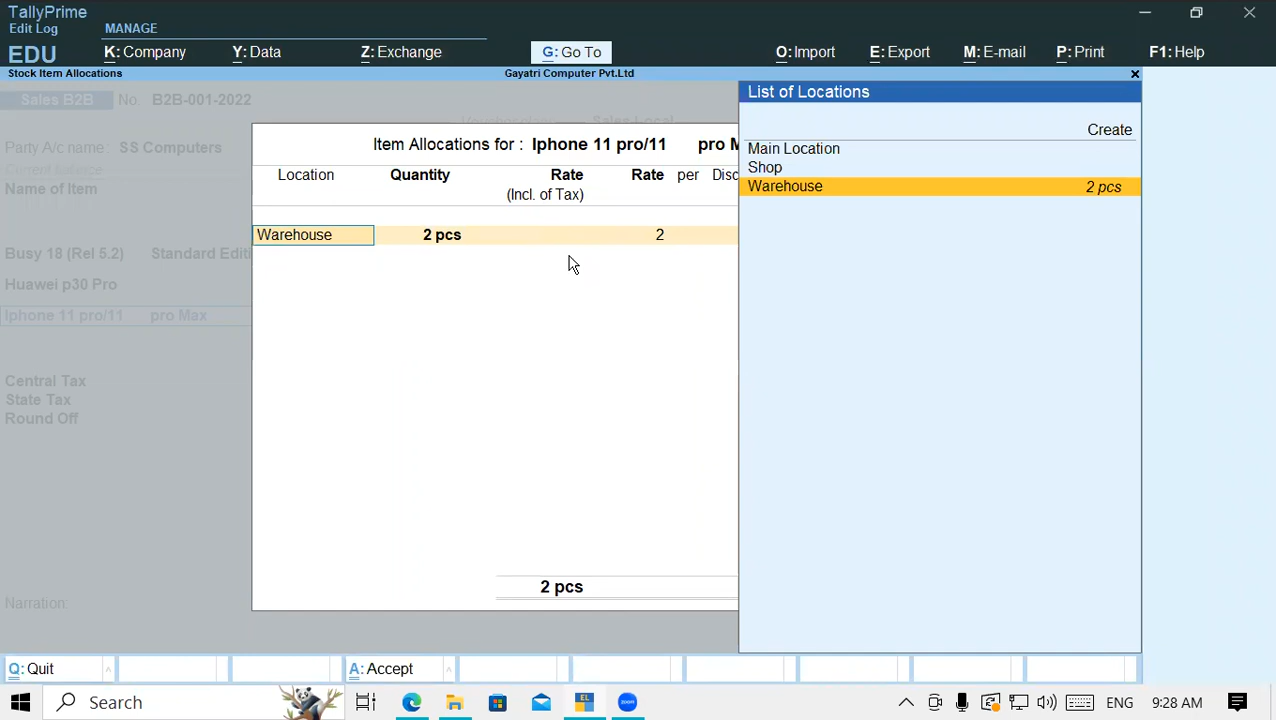 TallyPrime
Edit Log MANAGE
EDU K:Company Y:Data Z:Exchange G:Go To O:Import E:Export M:E-mail P:Print F1:Help
Stock Item Allocations Gayatri Computer Pvt.Ltd
Sales B2B No. B2B-001-2022
Sales Local
Party A/c name: SS Computers
Current balance
Name of Item
Busy 18 (Rel 5.2) Standard Editi
Huawei p30 Pro
Iphone 11 pro/11 pro Max
Central Tax
State Tax
Round Off
Narration:
Item Allocations for : Iphone 11 pro/11 pro M
Location Quantity Rate Rate per Disc
(Incl. of Tax)
Warehouse 2 pcs 2
2 pcs
List of Locations
Create
Main Location
Shop
Warehouse 2 pcs
Q:Quit A:Accept
Search ENG 9:28 AM
EL
zoom